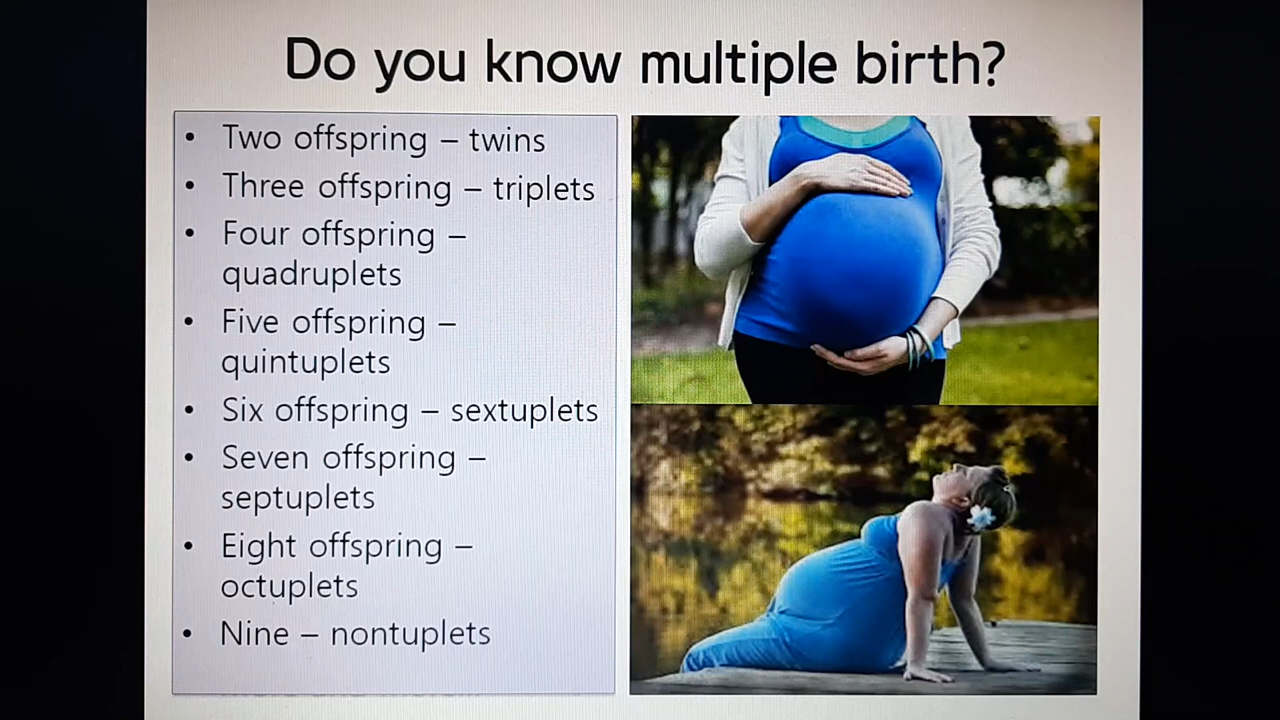 Do you know multiple birth?
• Two offspring – twins
• Three offspring – triplets
• Four offspring –
quadruplets
• Five offspring –
quintuplets
• Six offspring – sextuplets
• Seven offspring –
septuplets
• Eight offspring –
octuplets
• Nine – nontuplets